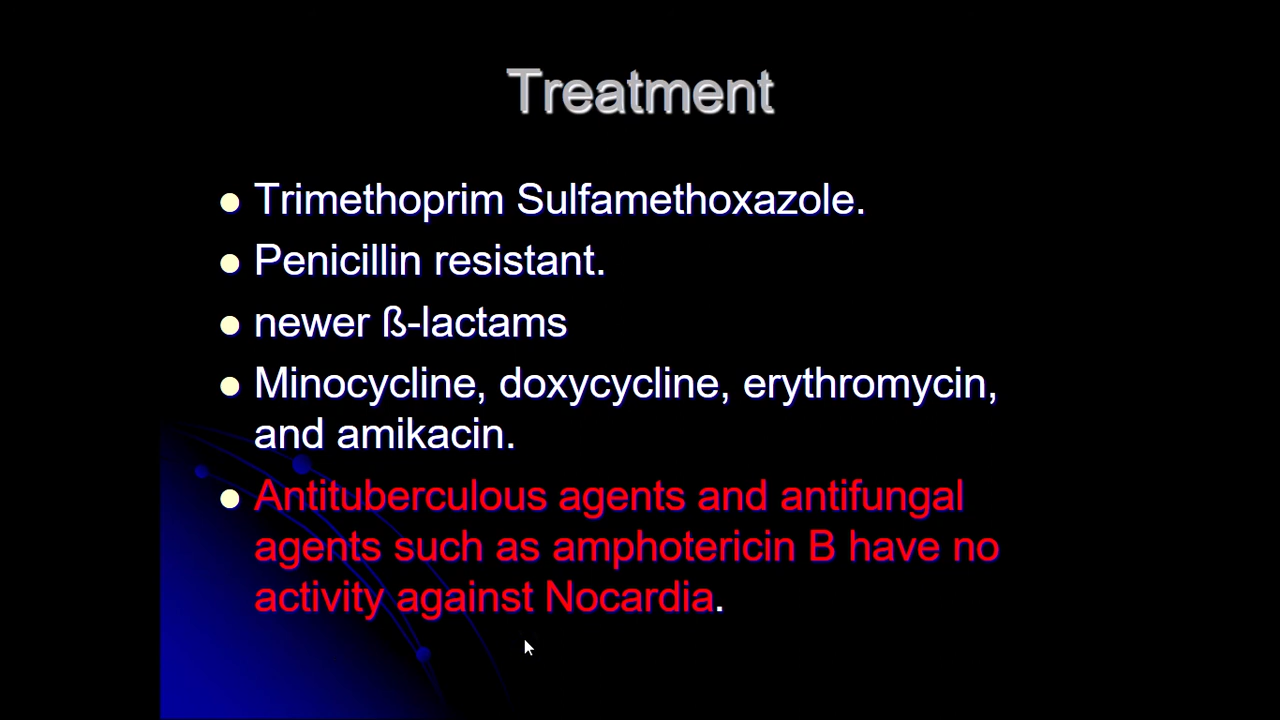 Treatment
Trimethoprim Sulfamethoxazole.
Penicillin resistant.
newer ß-lactams
Minocycline, doxycycline, erythromycin,
and amikacin.
Antituberculous agents and antifungal
agents such as amphotericin B have no
activity against Nocardia.